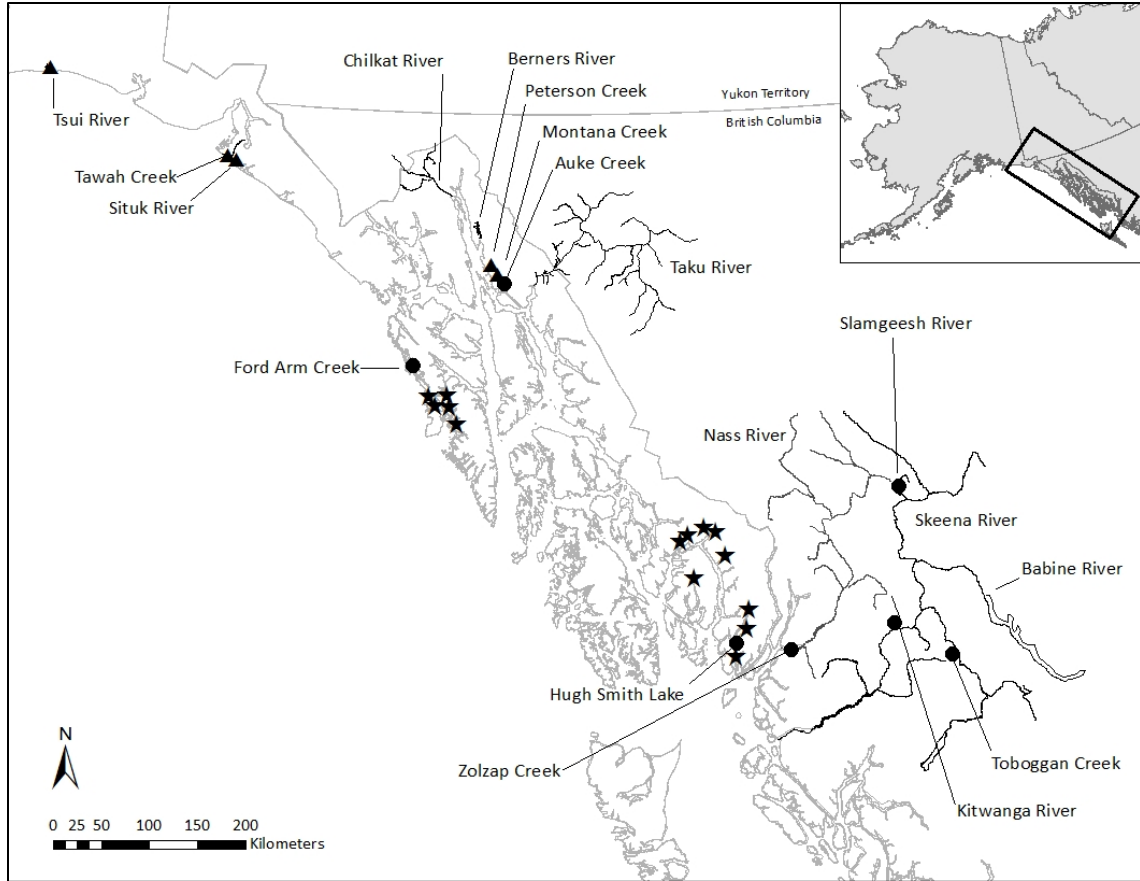 Chilkat River
Berners River
Peterson Creek
Yukon Territory
British Columbia
Tsui River
Montana Creek
Auke Creek
Tawah Creek
Situk River
Taku River
Slamgeesh River
Ford Arm Creek
Nass River
Skeena River
Babine River
Hugh Smith Lake
Zolzap Creek
Toboggan Creek
Kitwanga River
N
0 25 50 100 150 200
Kilometers